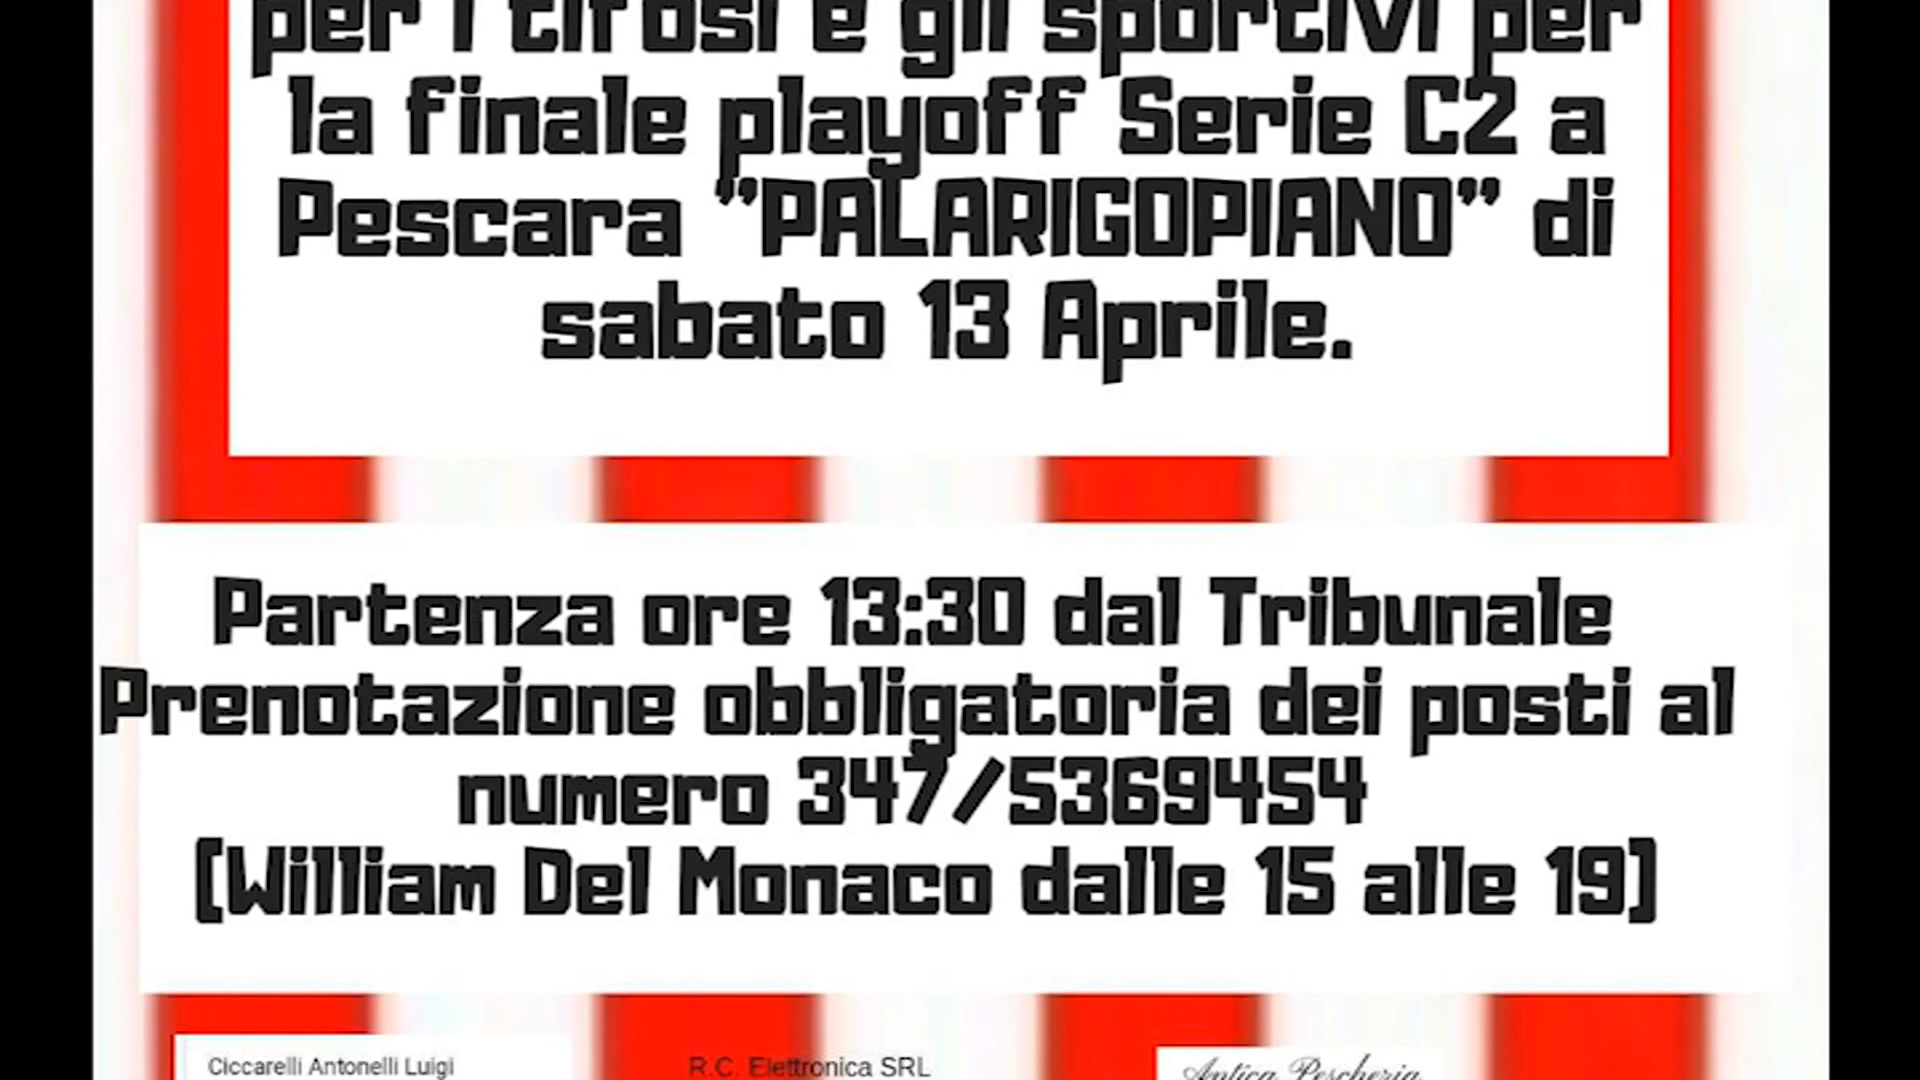 per i tifosi e gli sportivi per
la finale playoff Serie C2 a
Pescara "PALARIGOPIANO" di
sabato 13 Aprile.
Partenza ore 13:30 dal Tribunale
Prenotazione obbligatoria dei posti al
numero 347/5369454
(William Del Monaco dalle 15 alle 19)
Ciccarelli Antonelli Luigi
R.C. Elettronica SRL
Antica Pescheria